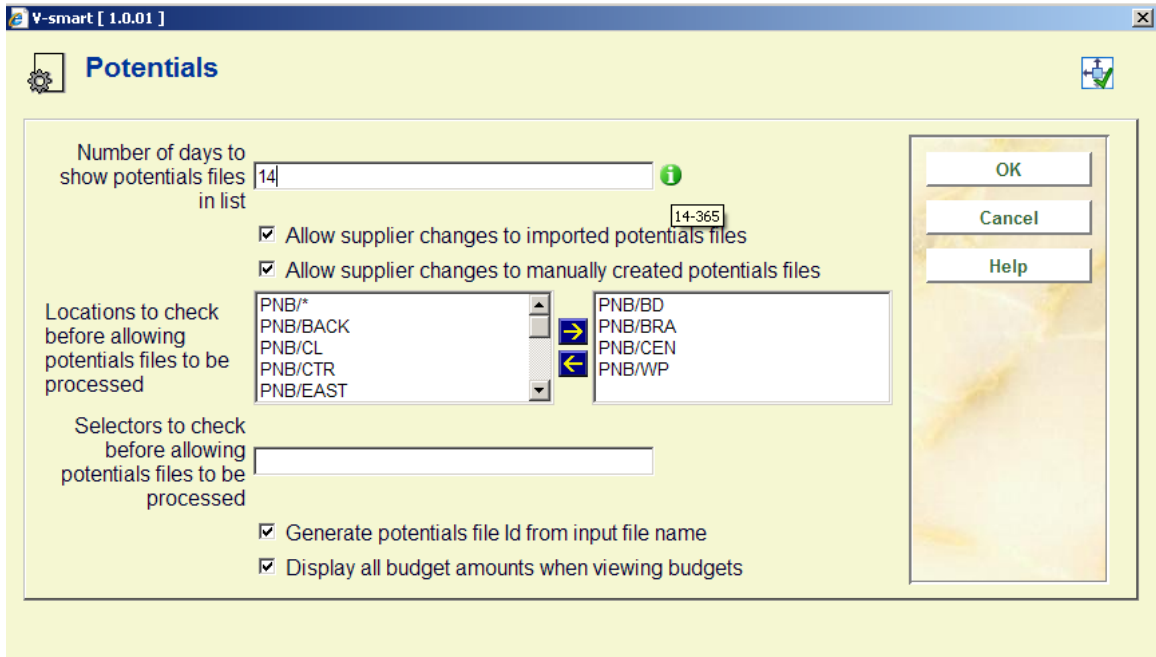 V-smart [ 1.0.01 ]
Potentials
Number of days to
show potentials files
in list
14
14-365
Allow supplier changes to imported potentials files
Allow supplier changes to manually created potentials files
Locations to check
before allowing
potentials files to be
processed
PNB/*
PNB/BACK
PNB/CL
PNB/CTR
PNB/EAST
PNB/BD
PNB/BRA
PNB/CEN
PNB/WP
Selectors to check
before allowing
potentials files to be
processed
Generate potentials file Id from input file name
Display all budget amounts when viewing budgets
OK
Cancel
Help